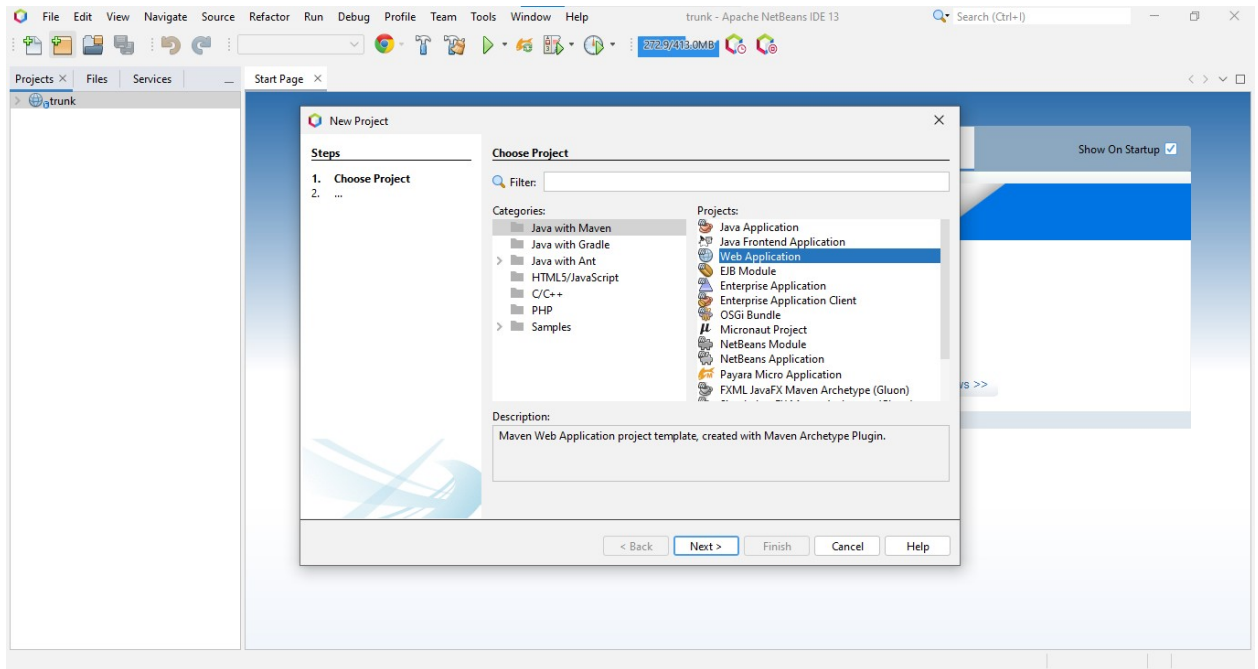 File Edit View Navigate Source Refactor Run Debug Profile Team Tools Window Help trunk - Apache NetBeans IDE 13 Search (Ctrl+I)
272.9/413.0MB
Projects Files Services Start Page
trunk
New Project
Show On Startup
Steps
1. Choose Project
2. ...
Choose Project
Filter:
Categories:
Java with Maven
Java with Gradle
Java with Ant
HTML5/JavaScript
C/C++
PHP
Samples
Projects:
Java Application
Java Frontend Application
Web Application
EJB Module
Enterprise Application
Enterprise Application Client
OSGi Bundle
Micronaut Project
NetBeans Module
NetBeans Application
Payara Micro Application
FXML JavaFX Maven Archetype (Gluon)
>>
Description:
Maven Web Application project template, created with Maven Archetype Plugin.
< Back Next > Finish Cancel Help